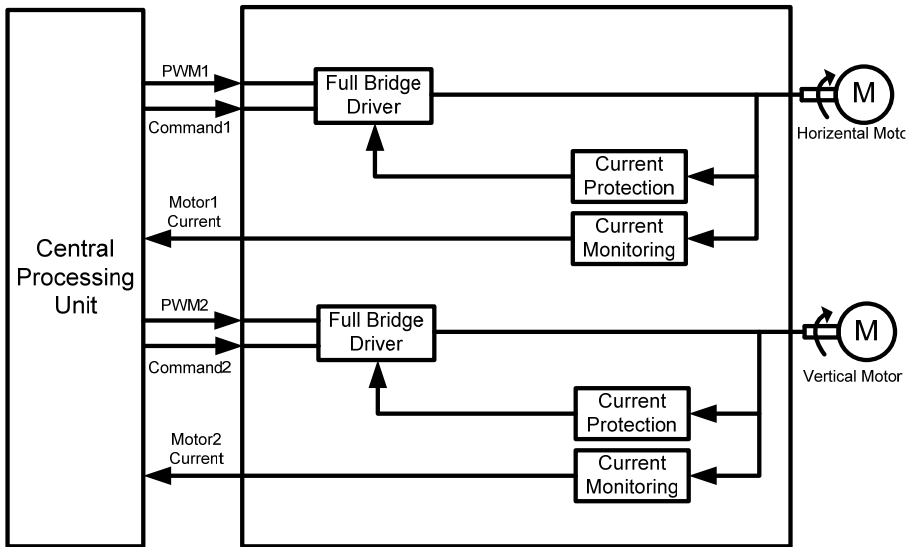 PWM1
Command1
Full Bridge
Driver
M
Horizental Moto
Current
Protection
Motor1
Current
Current
Monitoring
Central
Processing
Unit
PWM2
Command2
Full Bridge
Driver
M
Vertical Motor
Current
Protection
Motor2
Current
Current
Monitoring